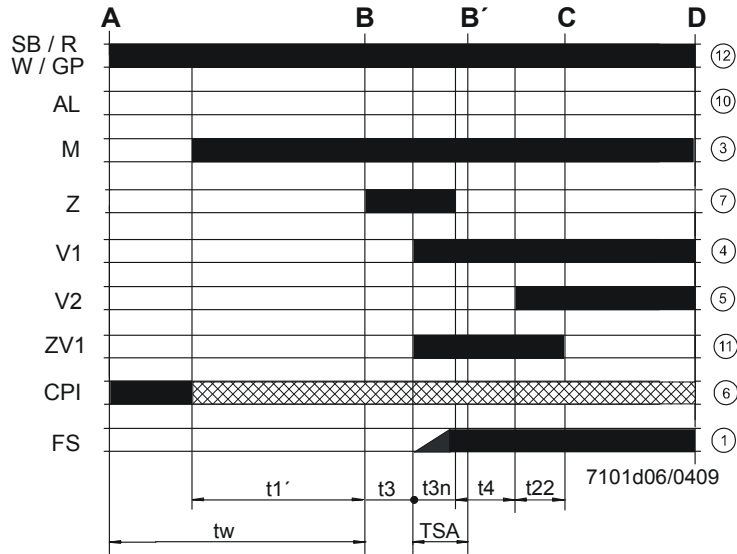 A B B´ C D
SB / R
W / GP 12
AL 10
M 3
Z 7
V1 4
V2 5
ZV1 11
CPI 6
FS 1
7101d06/0409
t1´ t3 t3n t4 t22
tw TSA